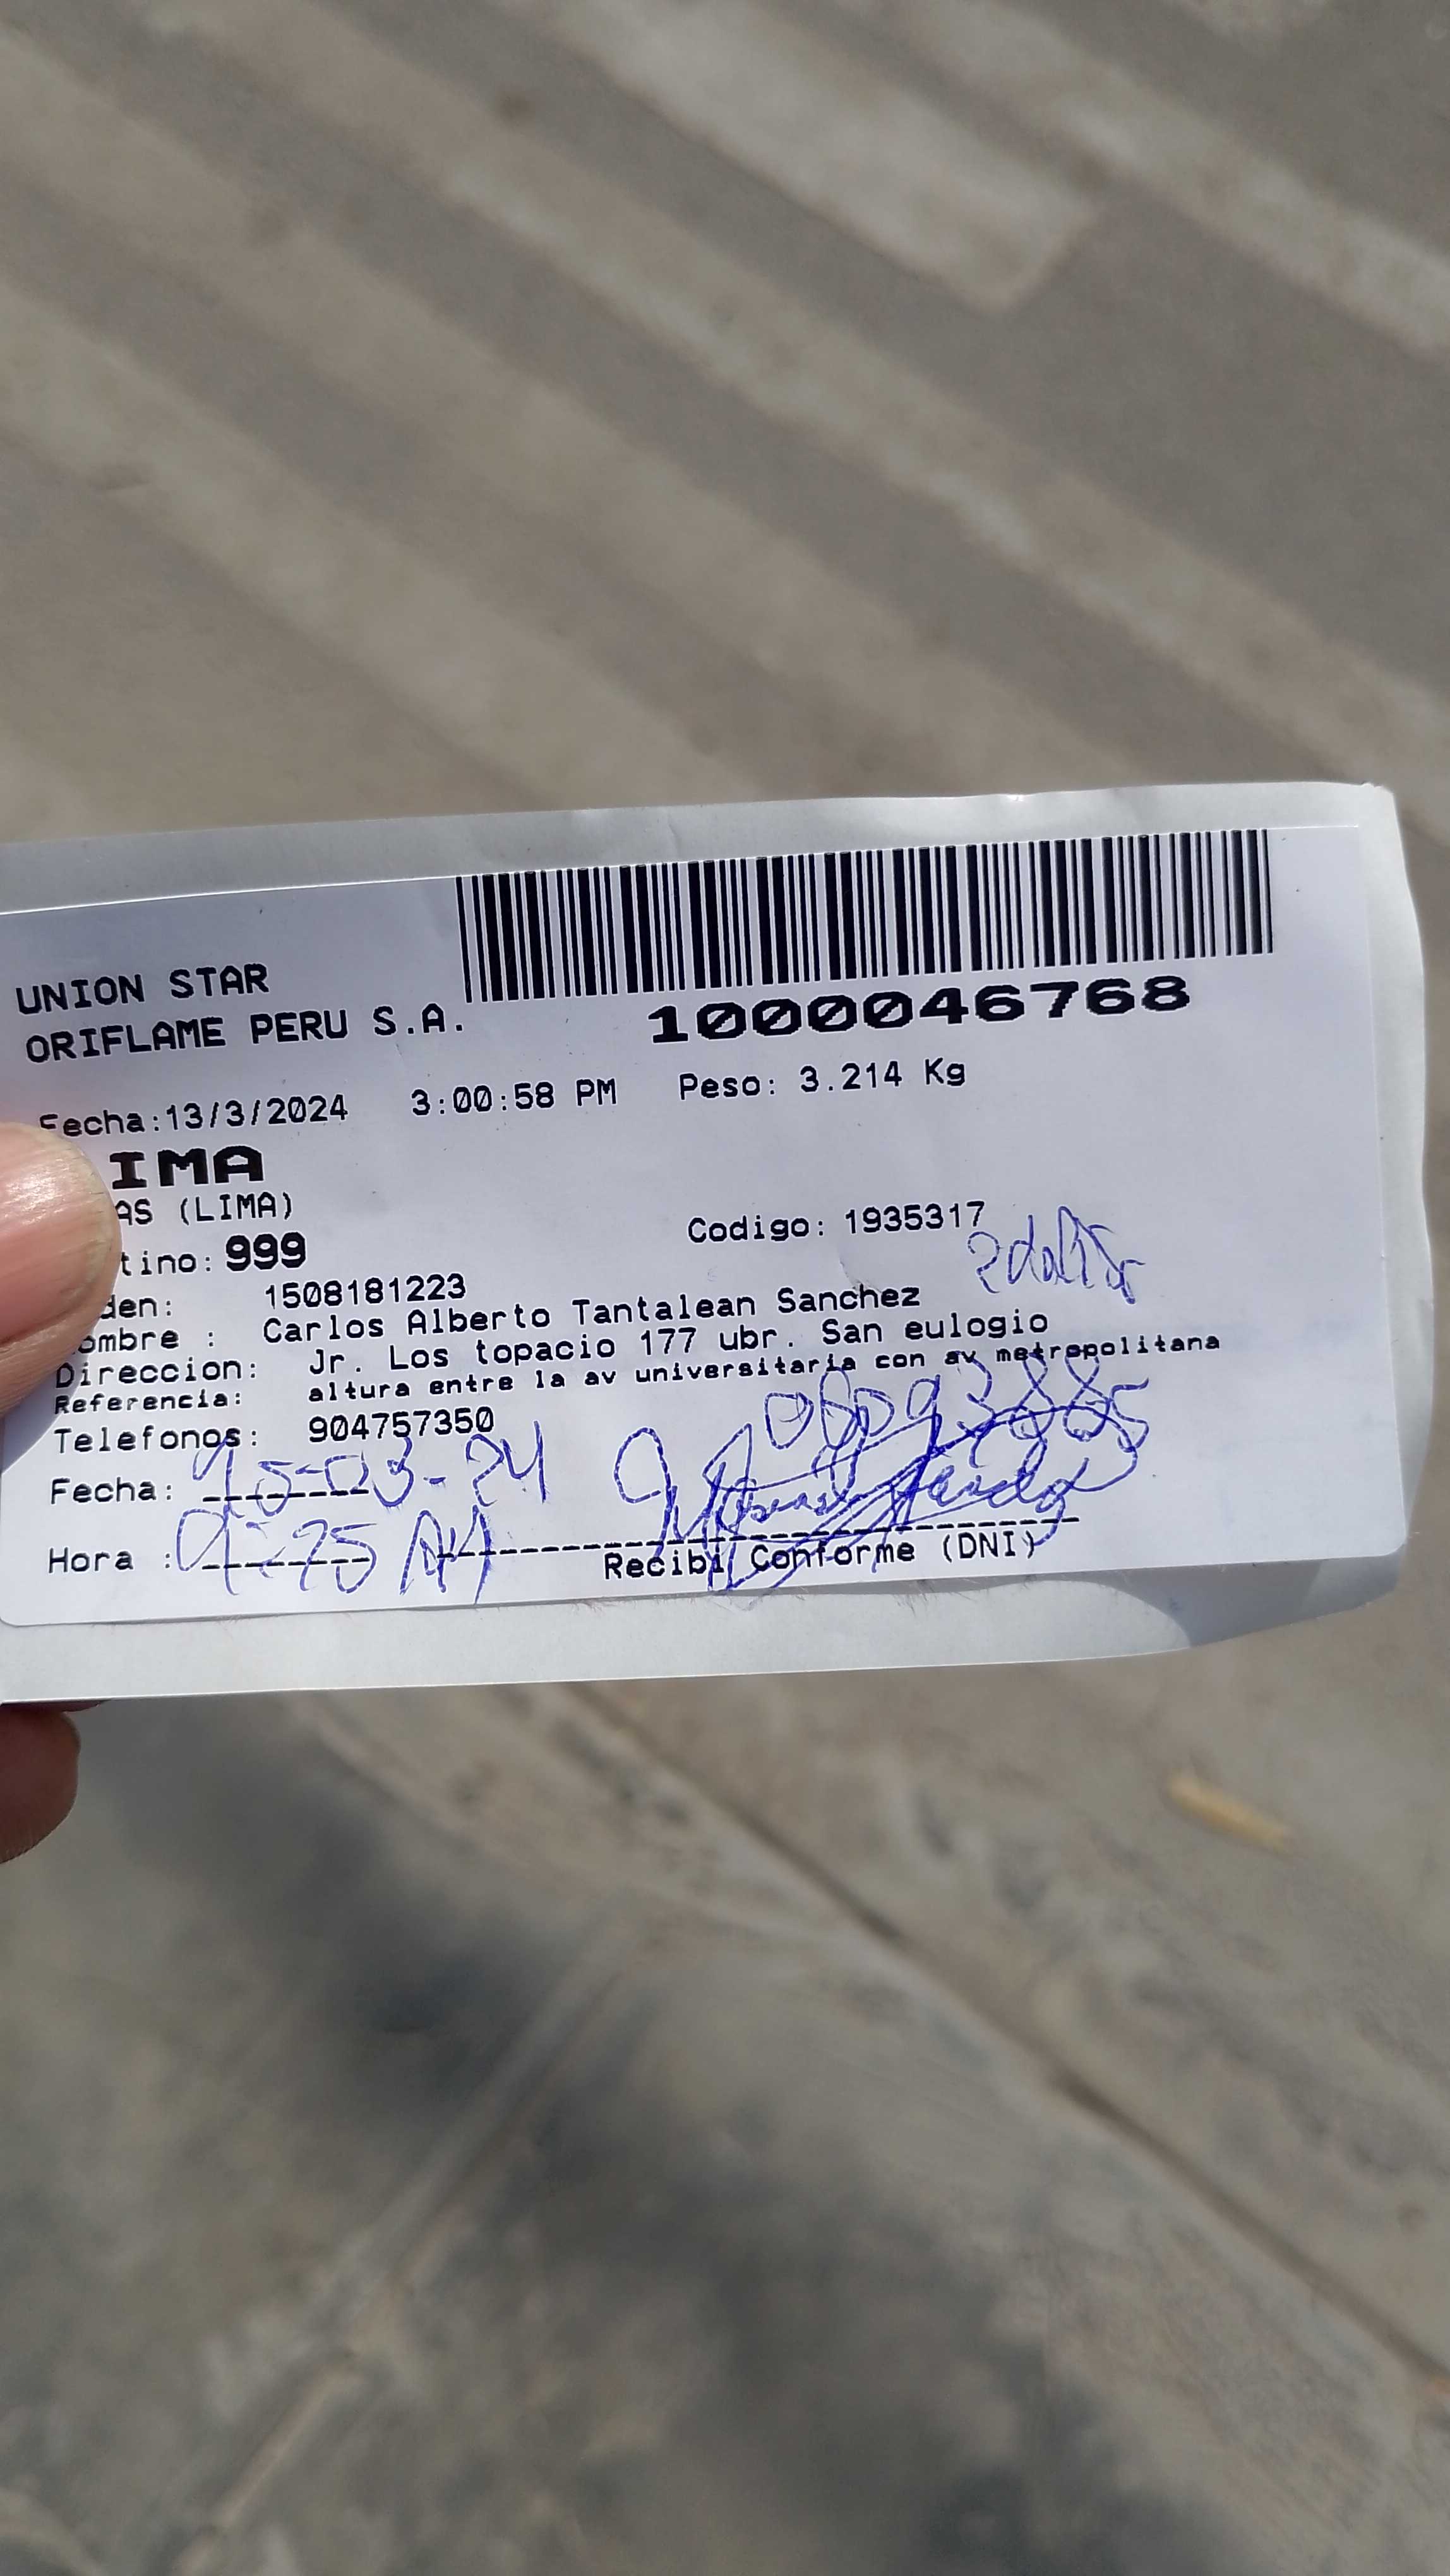 UNION STAR
ORIFLAME PERU S.A.
1000046768
Fecha:13/3/2024 3:00:58 PM Peso: 3.214 Kg
IMA
AS (LIMA)
Codigo: 1935317
tino: 999
den: 1508181223
ombre : Carlos Alberto Tantalean Sanchez
Direccion: Jr. Los topacio 177 ubr. San eulogio
Referencia: altura entre la av universitaria con av metropolitana
Telefonos: 904757350
Fecha: 15-03-24
Hora :
Recibi Conforme (DNI)